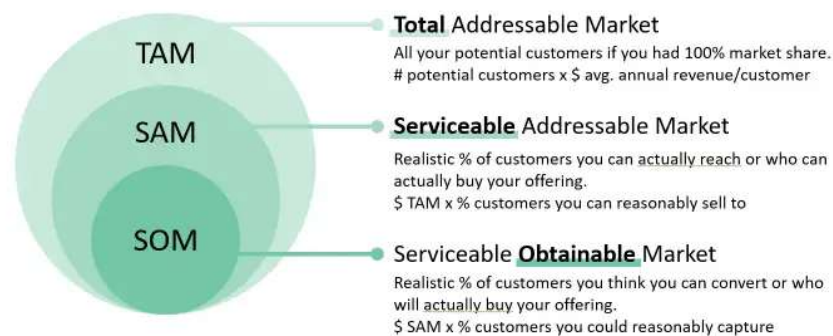 TAM
SAM
SOM
Total Addressable Market
All your potential customers if you had 100% market share.
# potential customers x $ avg. annual revenue/customer
Serviceable Addressable Market
Realistic % of customers you can actually reach or who can
actually buy your offering.
$ TAM x % customers you can reasonably sell to
Serviceable Obtainable Market
Realistic % of customers you think you can convert or who
will actually buy your offering.
$ SAM x % customers you could reasonably capture